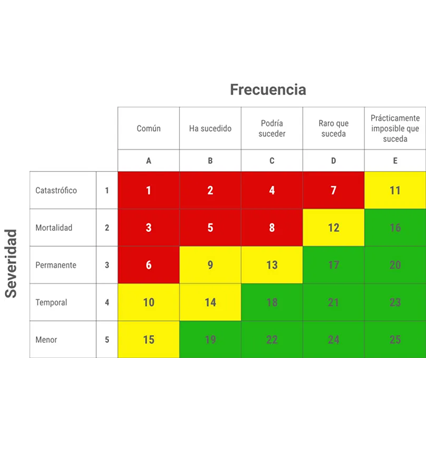 Frecuencia
Común Ha sucedido Podría suceder Raro que suceda Prácticamente imposible que suceda
A B C D E
Severidad
Catastrófico 1 1 2 4 7 11
Mortalidad 2 3 5 8 12 16
Permanente 3 6 9 13 17 20
Temporal 4 10 14 18 21 23
Menor 5 15 19 22 24 25